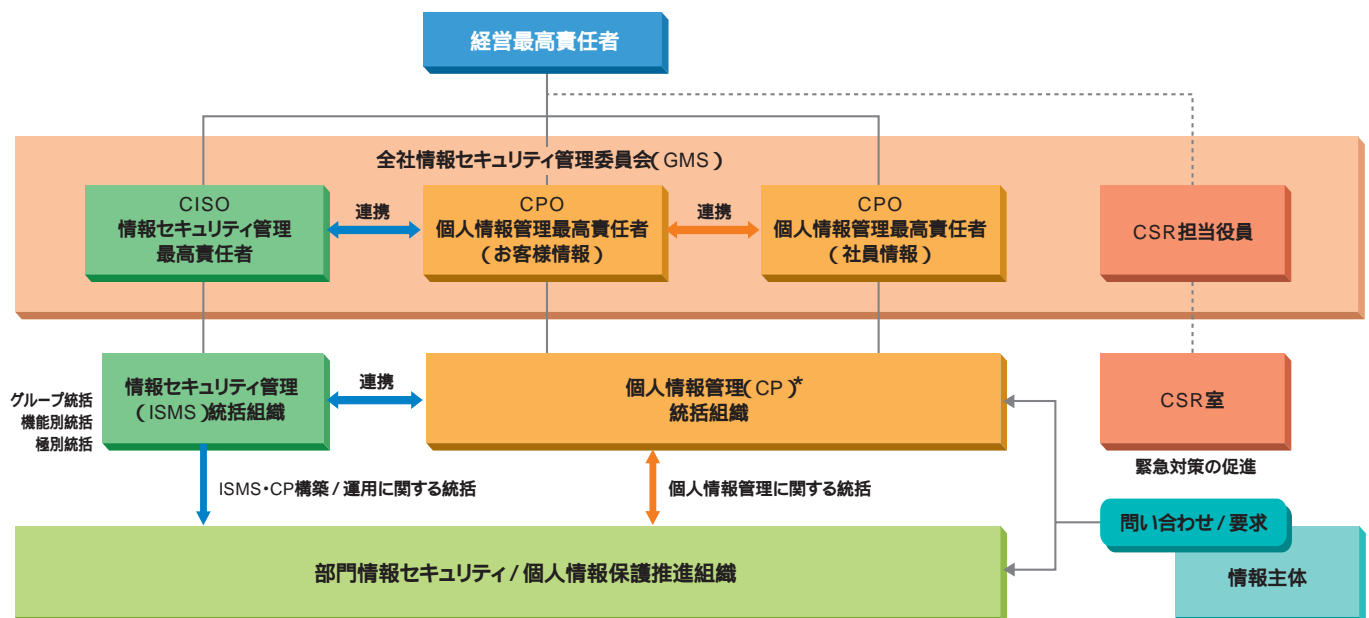 経営最高責任者
全社情報セキュリティ管理委員会(GMS)
CISO
情報セキュリティ管理
最高責任者
連携
CPO
個人情報管理最高責任者
(お客様情報)
連携
CPO
個人情報管理最高責任者
(社員情報)
CSR担当役員
グループ統括
機能別統括
極別統括
情報セキュリティ管理
(ISMS)統括組織
連携
個人情報管理(CP)*
統括組織
CSR室
緊急対策の促進
ISMS・CP構築/運用に関する統括
個人情報管理に関する統括
問い合わせ/要求
情報主体
部門情報セキュリティ/個人情報保護推進組織